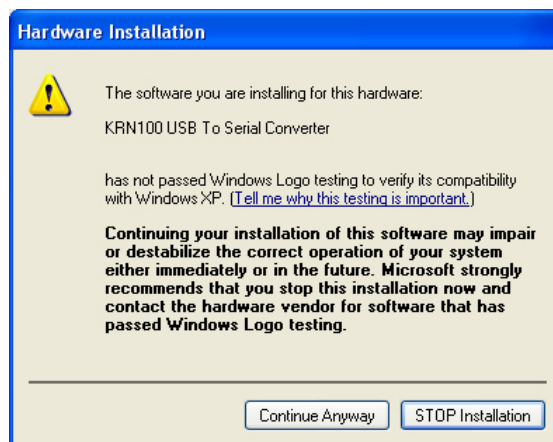 Hardware Installation
The software you are installing for this hardware:
KRN100 USB To Serial Converter
has not passed Windows Logo testing to verify its compatibility
with Windows XP. (Tell me why this testing is important.)
Continuing your installation of this software may impair
or destabilize the correct operation of your system
either immediately or in the future. Microsoft strongly
recommends that you stop this installation now and
contact the hardware vendor for software that has
passed Windows Logo testing.
Continue Anyway
STOP Installation